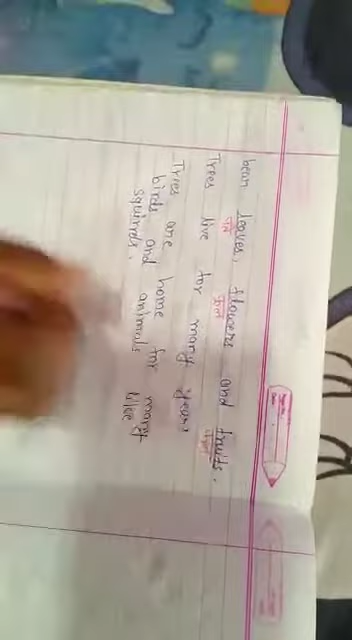 bear leaves, flowers and fruits.
फूल
Trees live for many years
Tries are home for many
birds and animals like
squirrels.